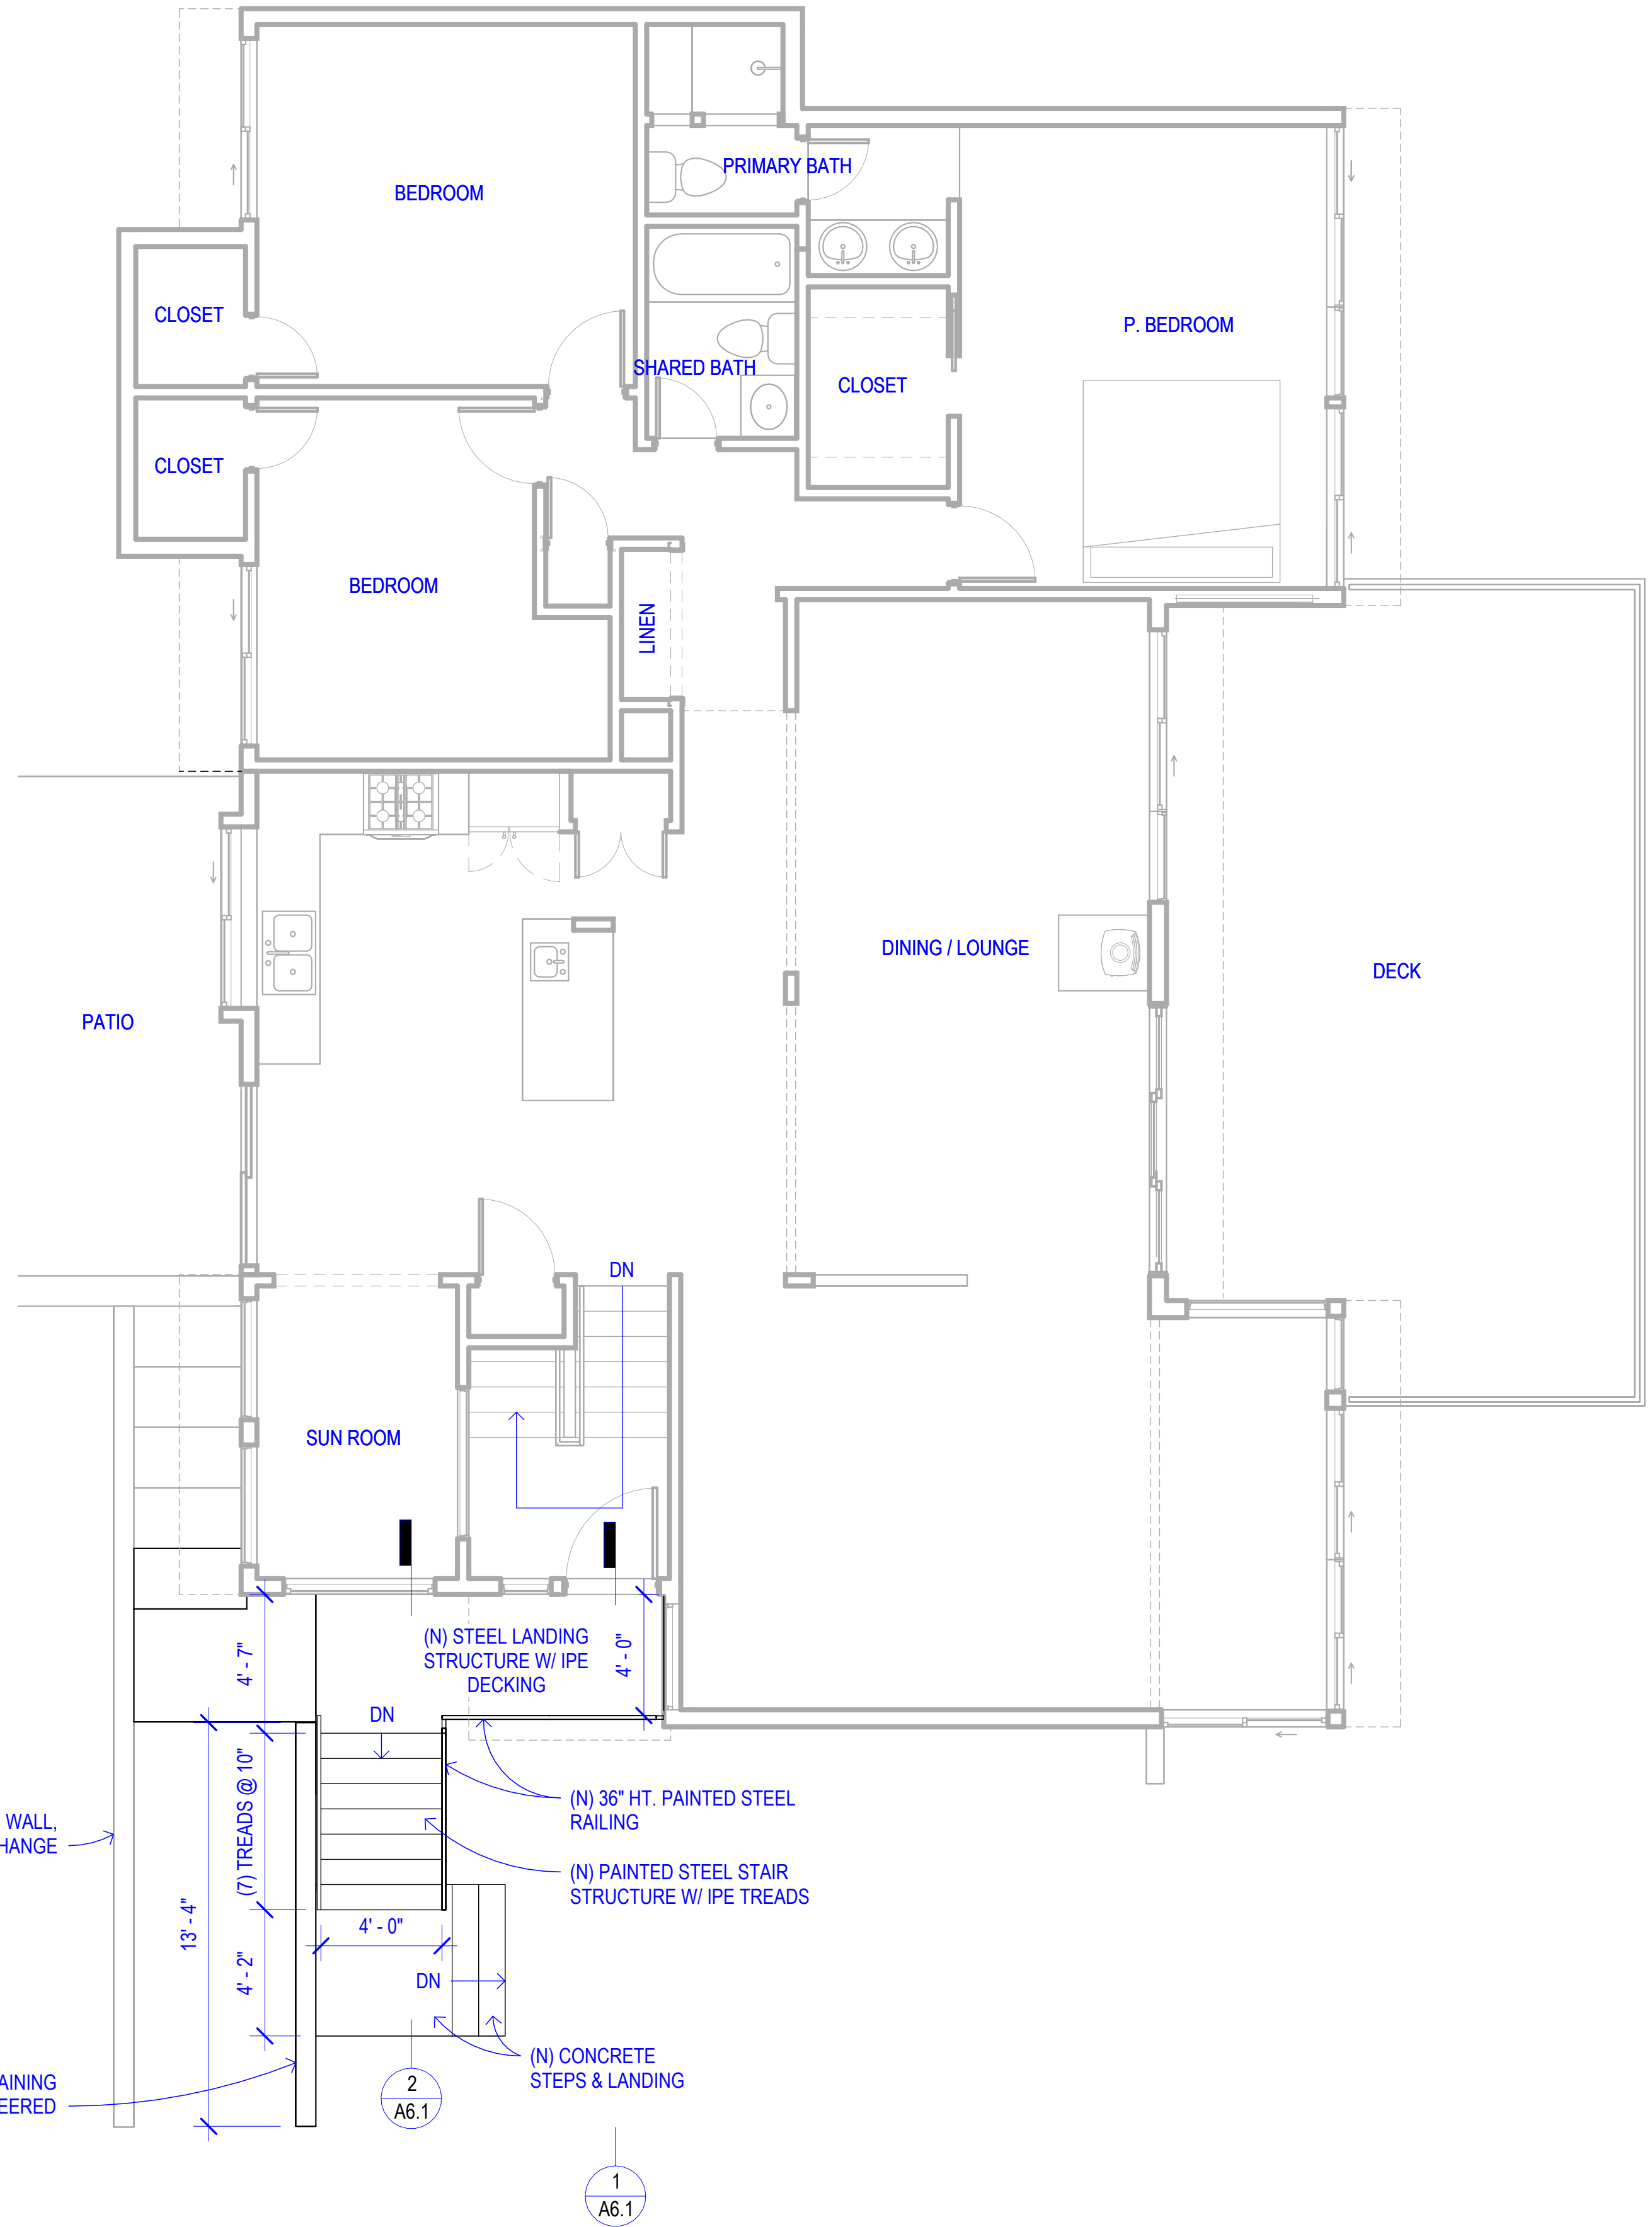 PRIMARY BATH
BEDROOM
CLOSET
P. BEDROOM
SHARED BATH
CLOSET
CLOSET
BEDROOM
LINEN
DINING / LOUNGE
DECK
PATIO
DN
SUN ROOM
(N) STEEL LANDING
STRUCTURE W/ IPE
DECKING
4' - 7"
4' - 0"
DN
(7) TREADS @ 10"
(N) 36" HT. PAINTED STEEL
RAILING
WALL,
HANGE
(N) PAINTED STEEL STAIR
STRUCTURE W/ IPE TREADS
13' - 4"
4' - 0"
4' - 2"
DN
(N) CONCRETE
STEPS & LANDING
AINING
EERED
2
A6.1
1
A6.1